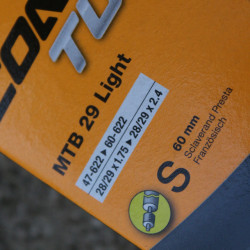 MTB 29 Light
47-622 ▸ 60-622
28/29 x 1.75 ▸ 28/29 x 2.4
S
60 mm
Sclaverand Presta
Französisch